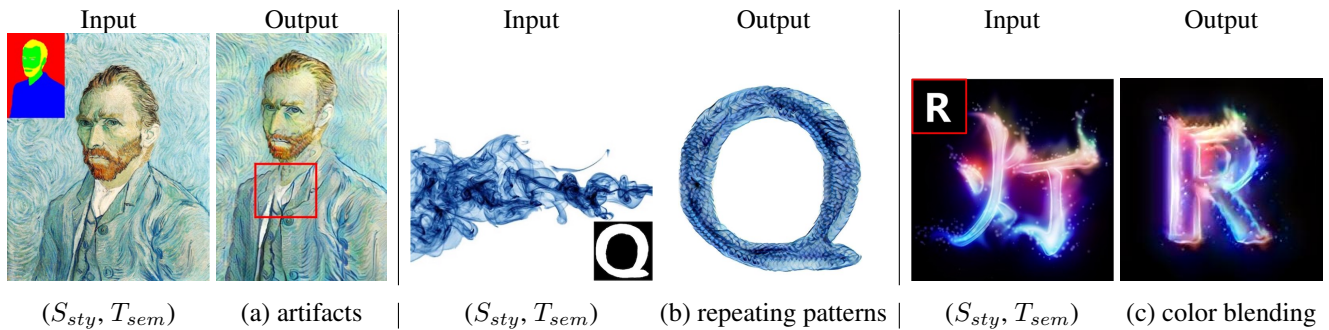 Input Output Input Output Input Output
R 灯 R
Q Q
(S_{sty}, T_{sem}) (a) artifacts (S_{sty}, T_{sem}) (b) repeating patterns (S_{sty}, T_{sem}) (c) color blending